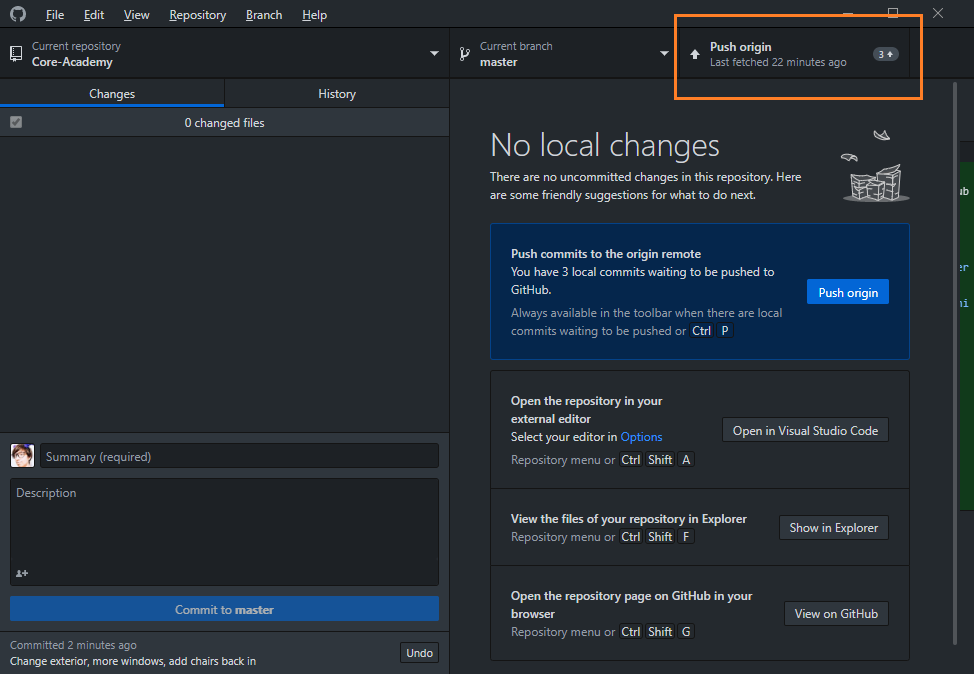 File Edit View Repository Branch Help
Current repository
Core-Academy
Current branch
master
Push origin
Last fetched 22 minutes ago
3
Changes
History
0 changed files
No local changes
There are no uncommitted changes in this repository. Here
are some friendly suggestions for what to do next.
Push commits to the origin remote
You have 3 local commits waiting to be pushed to
GitHub.
Always available in the toolbar when there are local
commits waiting to be pushed or Ctrl P
Push origin
Open the repository in your
external editor
Select your editor in Options
Repository menu or Ctrl Shift A
Open in Visual Studio Code
View the files of your repository in Explorer
Repository menu or Ctrl Shift F
Show in Explorer
Open the repository page on GitHub in your
browser
Repository menu or Ctrl Shift G
View on GitHub
Summary (required)
Description
Commit to master
Committed 2 minutes ago
Change exterior, more windows, add chairs back in
Undo